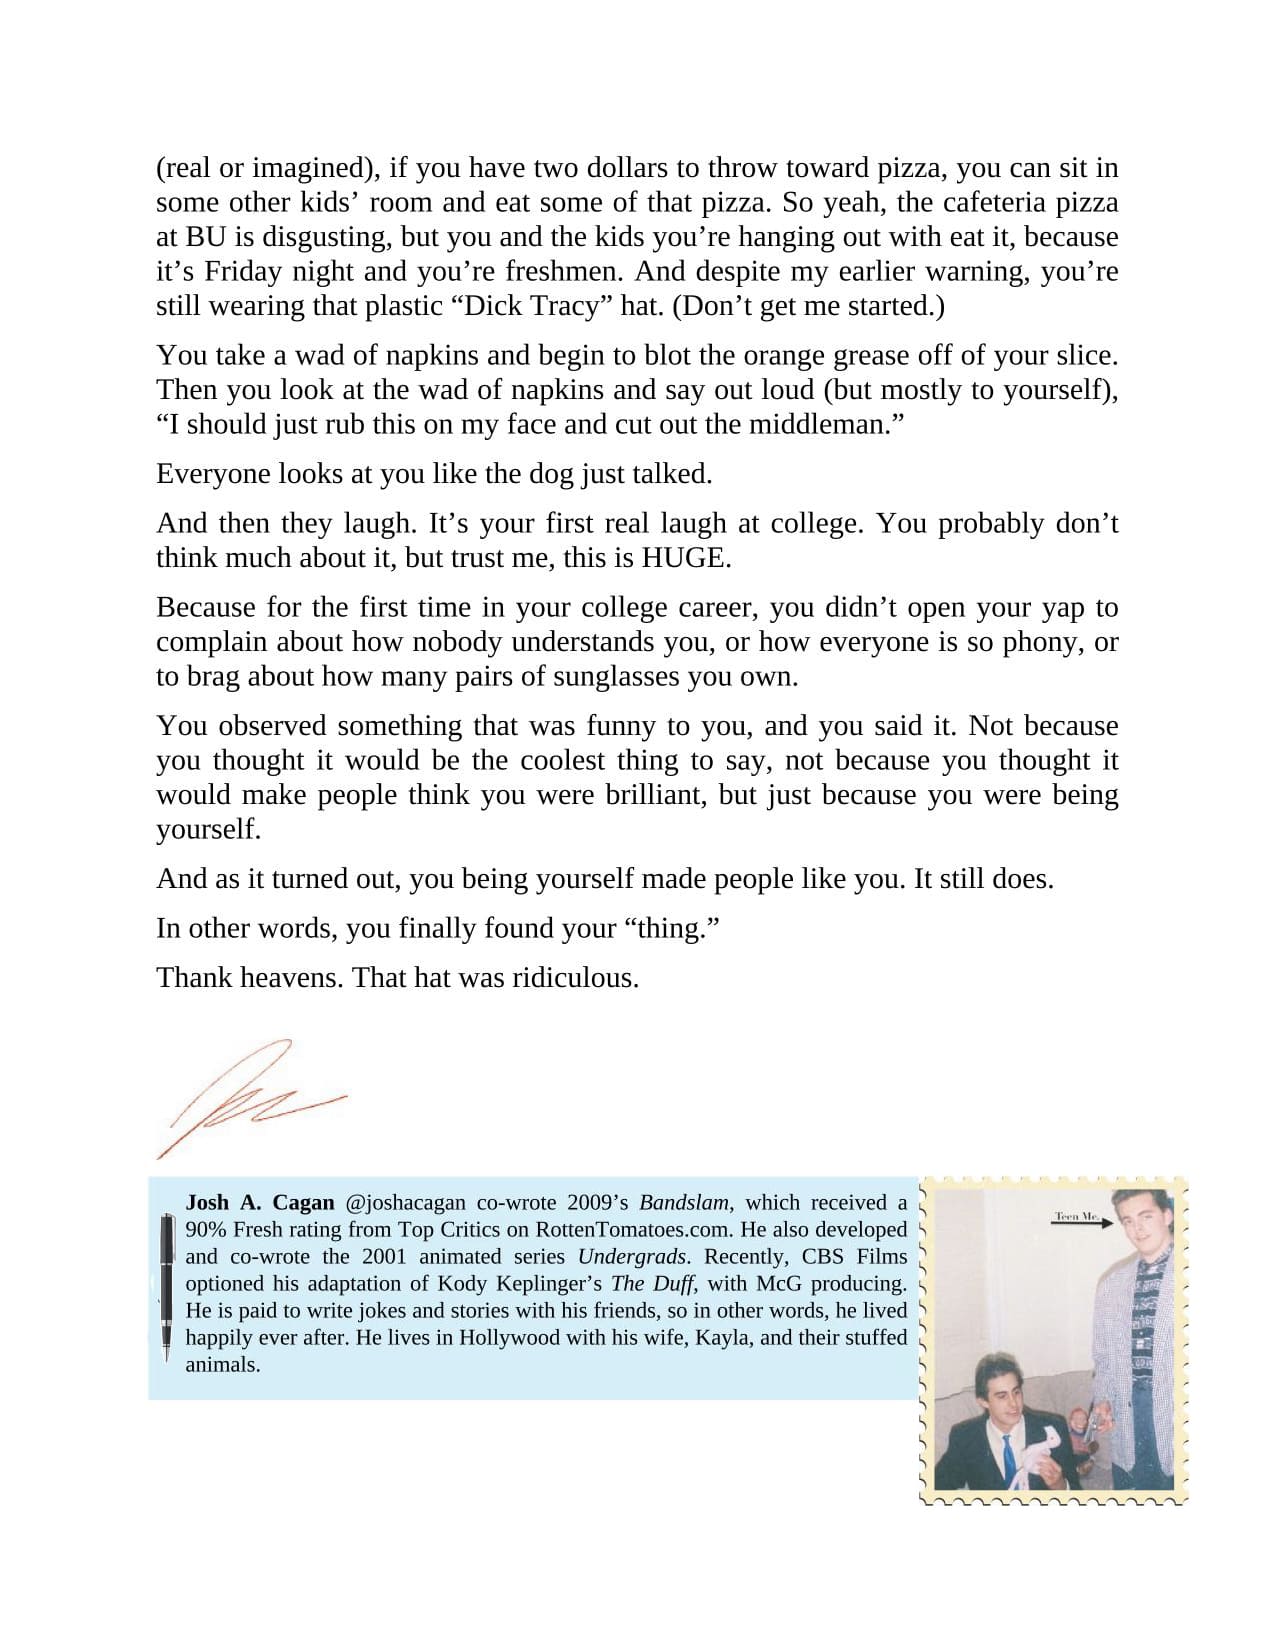 (real or imagined), if you have two dollars to throw toward pizza, you can sit in
some other kids’ room and eat some of that pizza. So yeah, the cafeteria pizza
at BU is disgusting, but you and the kids you’re hanging out with eat it, because
it’s Friday night and you’re freshmen. And despite my earlier warning, you’re
still wearing that plastic “Dick Tracy” hat. (Don’t get me started.)
You take a wad of napkins and begin to blot the orange grease off of your slice.
Then you look at the wad of napkins and say out loud (but mostly to yourself),
“I should just rub this on my face and cut out the middleman.”
Everyone looks at you like the dog just talked.
And then they laugh. It’s your first real laugh at college. You probably don’t
think much about it, but trust me, this is HUGE.
Because for the first time in your college career, you didn’t open your yap to
complain about how nobody understands you, or how everyone is so phony, or
to brag about how many pairs of sunglasses you own.
You observed something that was funny to you, and you said it. Not because
you thought it would be the coolest thing to say, not because you thought it
would make people think you were brilliant, but just because you were being
yourself.
And as it turned out, you being yourself made people like you. It still does.
In other words, you finally found your “thing.”
Thank heavens. That hat was ridiculous.
Josh A. Cagan @joshacagan co-wrote 2009’s Bandslam, which received a
90% Fresh rating from Top Critics on RottenTomatoes.com. He also developed
and co-wrote the 2001 animated series Undergrads. Recently, CBS Films
optioned his adaptation of Kody Keplinger’s The Duff, with McG producing.
He is paid to write jokes and stories with his friends, so in other words, he lived
happily ever after. He lives in Hollywood with his wife, Kayla, and their stuffed
animals.
Teen Me